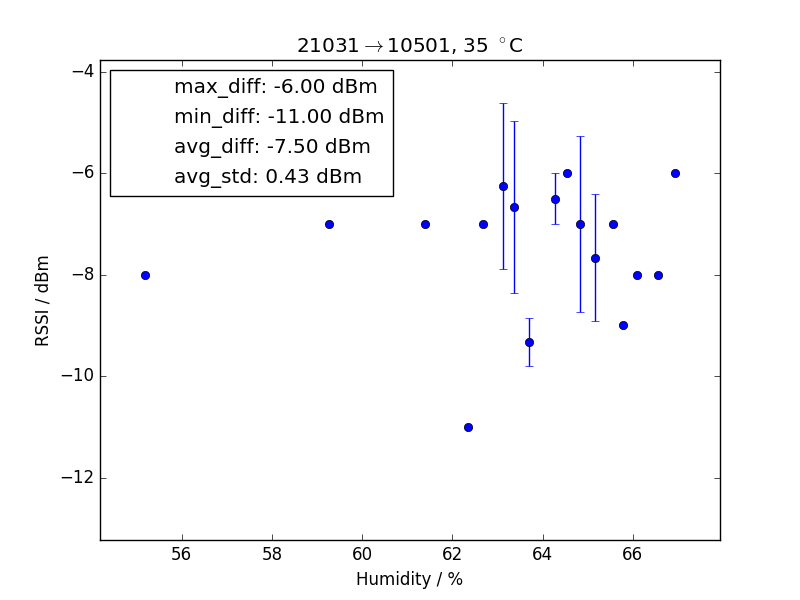 21031→10501, 35 °C
max_diff: -6.00 dBm
min_diff: -11.00 dBm
avg_diff: -7.50 dBm
avg_std: 0.43 dBm
RSSI / dBm
−4
−6
−8
−10
−12
56 58 60 62 64 66
Humidity / %